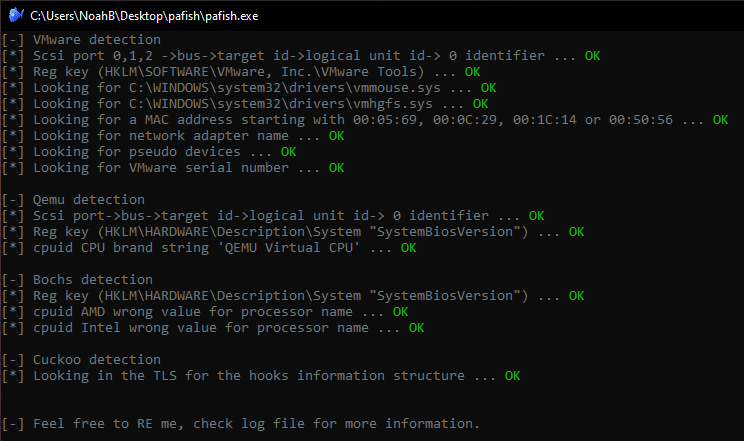 C:\Users\NoahB\Desktop\pafish\pafish.exe
[-] VMware detection
[*] Scsi port 0,1,2 ->bus->target id->logical unit id-> 0 identifier ... OK
[*] Reg key (HKLM\SOFTWARE\VMware, Inc.\VMware Tools) ... OK
[*] Looking for C:\WINDOWS\system32\drivers\vmmouse.sys ... OK
[*] Looking for C:\WINDOWS\system32\drivers\vmhgfs.sys ... OK
[*] Looking for a MAC address starting with 00:05:69, 00:0C:29, 00:1C:14 or 00:50:56 ... OK
[*] Looking for network adapter name ... OK
[*] Looking for pseudo devices ... OK
[*] Looking for VMware serial number ... OK
[-] Qemu detection
[*] Scsi port->bus->target id->logical unit id-> 0 identifier ... OK
[*] Reg key (HKLM\HARDWARE\Description\System "SystemBiosVersion") ... OK
[*] cpuid CPU brand string 'QEMU Virtual CPU' ... OK
[-] Bochs detection
[*] Reg key (HKLM\HARDWARE\Description\System "SystemBiosVersion") ... OK
[*] cpuid AMD wrong value for processor name ... OK
[*] cpuid Intel wrong value for processor name ... OK
[-] Cuckoo detection
[*] Looking in the TLS for the hooks information structure ... OK
[-] Feel free to RE me, check log file for more information.